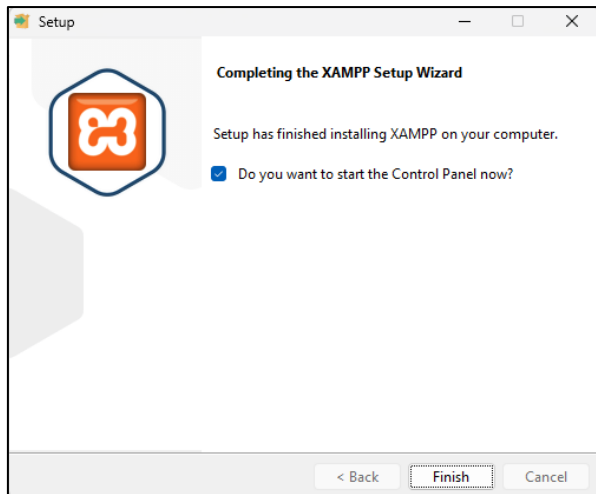 Setup
Completing the XAMPP Setup Wizard
Setup has finished installing XAMPP on your computer.
Do you want to start the Control Panel now?
< Back
Finish
Cancel